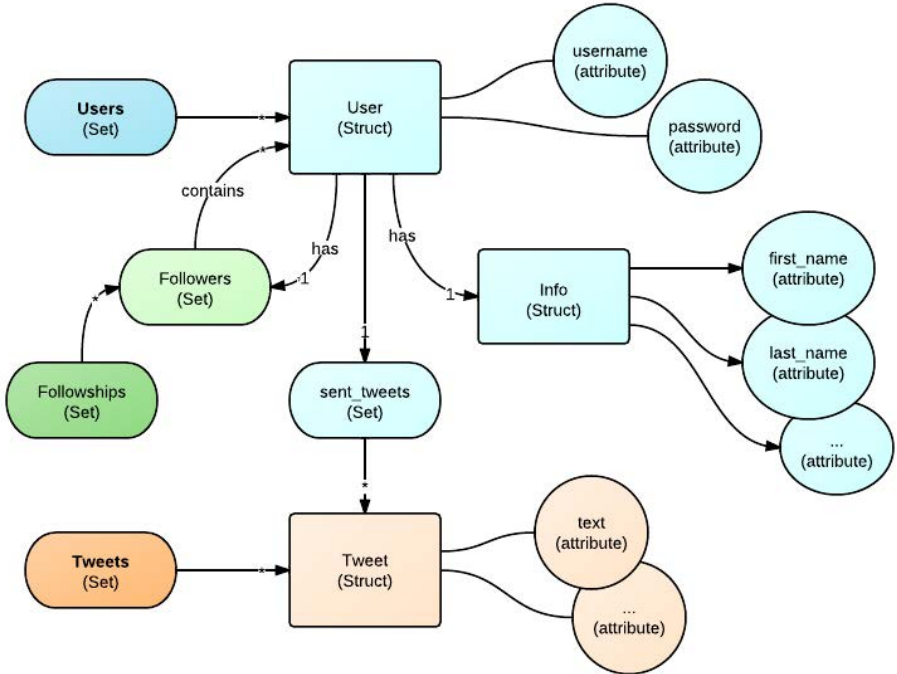 username
(attribute)
Users
(Set)
*
User
(Struct)
password
(attribute)
*
contains
has
has
Followers
(Set)
1
1
Info
(Struct)
first_name
(attribute)
*
1
last_name
(attribute)
Followships
(Set)
sent_tweets
(Set)
...
(attribute)
*
text
(attribute)
Tweets
(Set)
*
Tweet
(Struct)
...
(attribute)